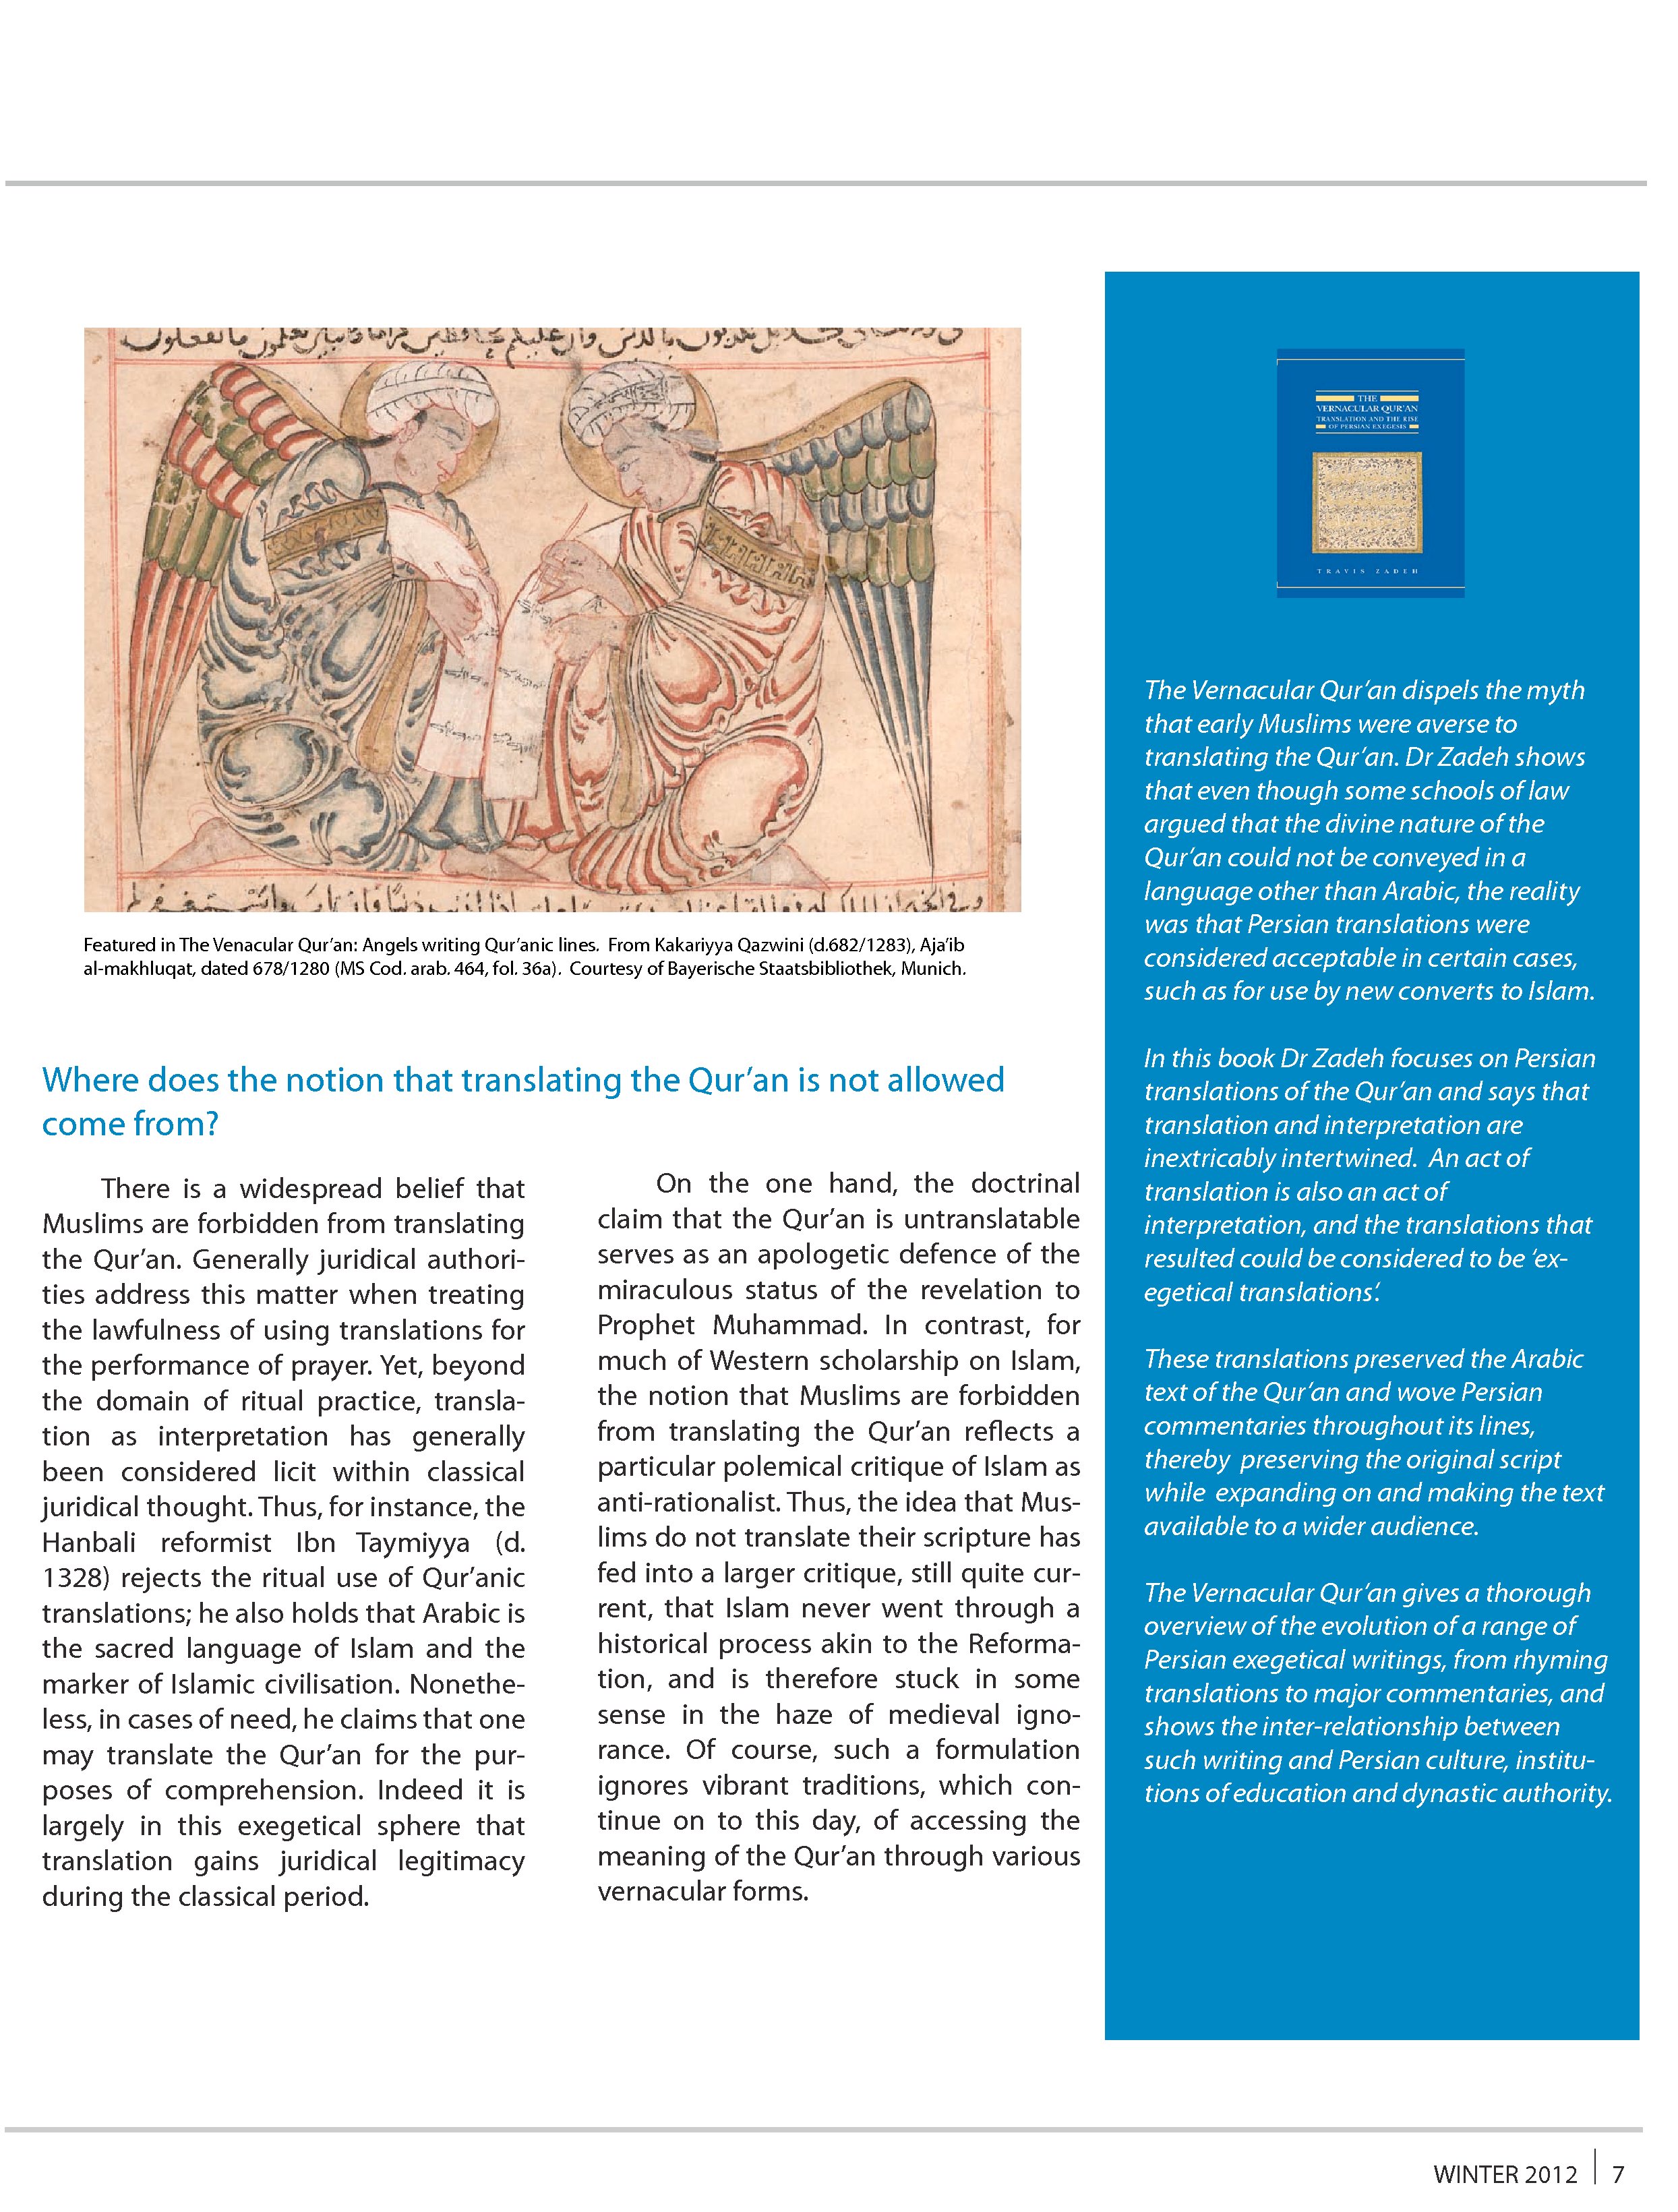 Featured in The Venacular Qur’an: Angels writing Qur’anic lines.  From Kakariyya Qazwini (d.682/1283), Aja’ib
al-makhluqat, dated 678/1280 (MS Cod. arab. 464, fol. 36a).  Courtesy of Bayerische Staatsbibliothek, Munich.
Where does the notion that translating the Qur’an is not allowed
come from?
There is a widespread belief that
Muslims are forbidden from translating
the Qur’an. Generally juridical authori-
ties address this matter when treating
the lawfulness of using translations for
the performance of prayer. Yet, beyond
the domain of ritual practice, transla-
tion as interpretation has generally
been considered licit within classical
juridical thought. Thus, for instance, the
Hanbali reformist Ibn Taymiyya (d.
1328) rejects the ritual use of Qur’anic
translations; he also holds that Arabic is
the sacred language of Islam and the
marker of Islamic civilisation. Nonethe-
less, in cases of need, he claims that one
may translate the Qur’an for the pur-
poses of comprehension. Indeed it is
largely in this exegetical sphere that
translation gains juridical legitimacy
during the classical period.
On the one hand, the doctrinal
claim that the Qur’an is untranslatable
serves as an apologetic defence of the
miraculous status of the revelation to
Prophet Muhammad. In contrast, for
much of Western scholarship on Islam,
the notion that Muslims are forbidden
from translating the Qur’an reflects a
particular polemical critique of Islam as
anti-rationalist. Thus, the idea that Mus-
lims do not translate their scripture has
fed into a larger critique, still quite cur-
rent, that Islam never went through a
historical process akin to the Reforma-
tion, and is therefore stuck in some
sense in the haze of medieval igno-
rance. Of course, such a formulation
ignores vibrant traditions, which con-
tinue on to this day, of accessing the
meaning of the Qur’an through various
vernacular forms.
THE
VERNACULAR QUR'AN
TRANSLATION AND THE RISE
OF PERSIAN EXEGESIS
TRAVIS ZADEH
The Vernacular Qur’an dispels the myth
that early Muslims were averse to
translating the Qur’an. Dr Zadeh shows
that even though some schools of law
argued that the divine nature of the
Qur’an could not be conveyed in a
language other than Arabic, the reality
was that Persian translations were
considered acceptable in certain cases,
such as for use by new converts to Islam.
In this book Dr Zadeh focuses on Persian
translations of the Qur’an and says that
translation and interpretation are
inextricably intertwined.  An act of
translation is also an act of
interpretation, and the translations that
resulted could be considered to be ‘ex-
egetical translations’.
These translations preserved the Arabic
text of the Qur’an and wove Persian
commentaries throughout its lines,
thereby  preserving the original script
while  expanding on and making the text
available to a wider audience.
The Vernacular Qur’an gives a thorough
overview of the evolution of a range of
Persian exegetical writings, from rhyming
translations to major commentaries, and
shows the inter-relationship between
such writing and Persian culture, institu-
tions of education and dynastic authority.
WINTER 2012 | 7